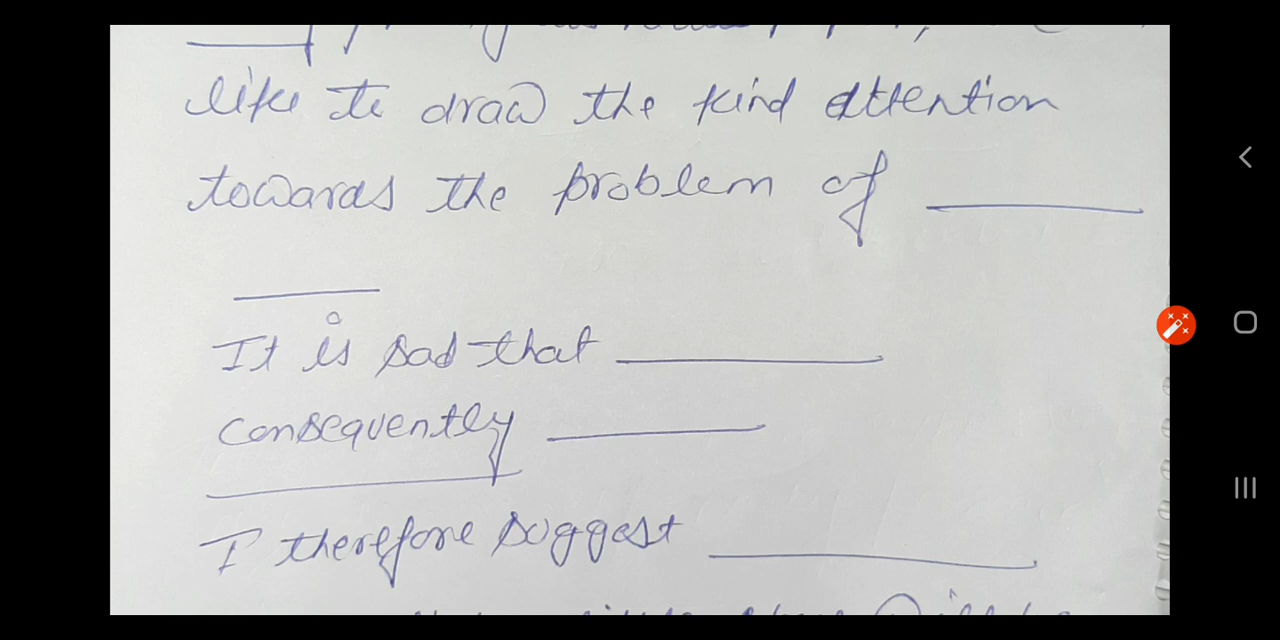 like to draw the kind attention
towards the problem of
It is sad that
consequently
I therefore suggest